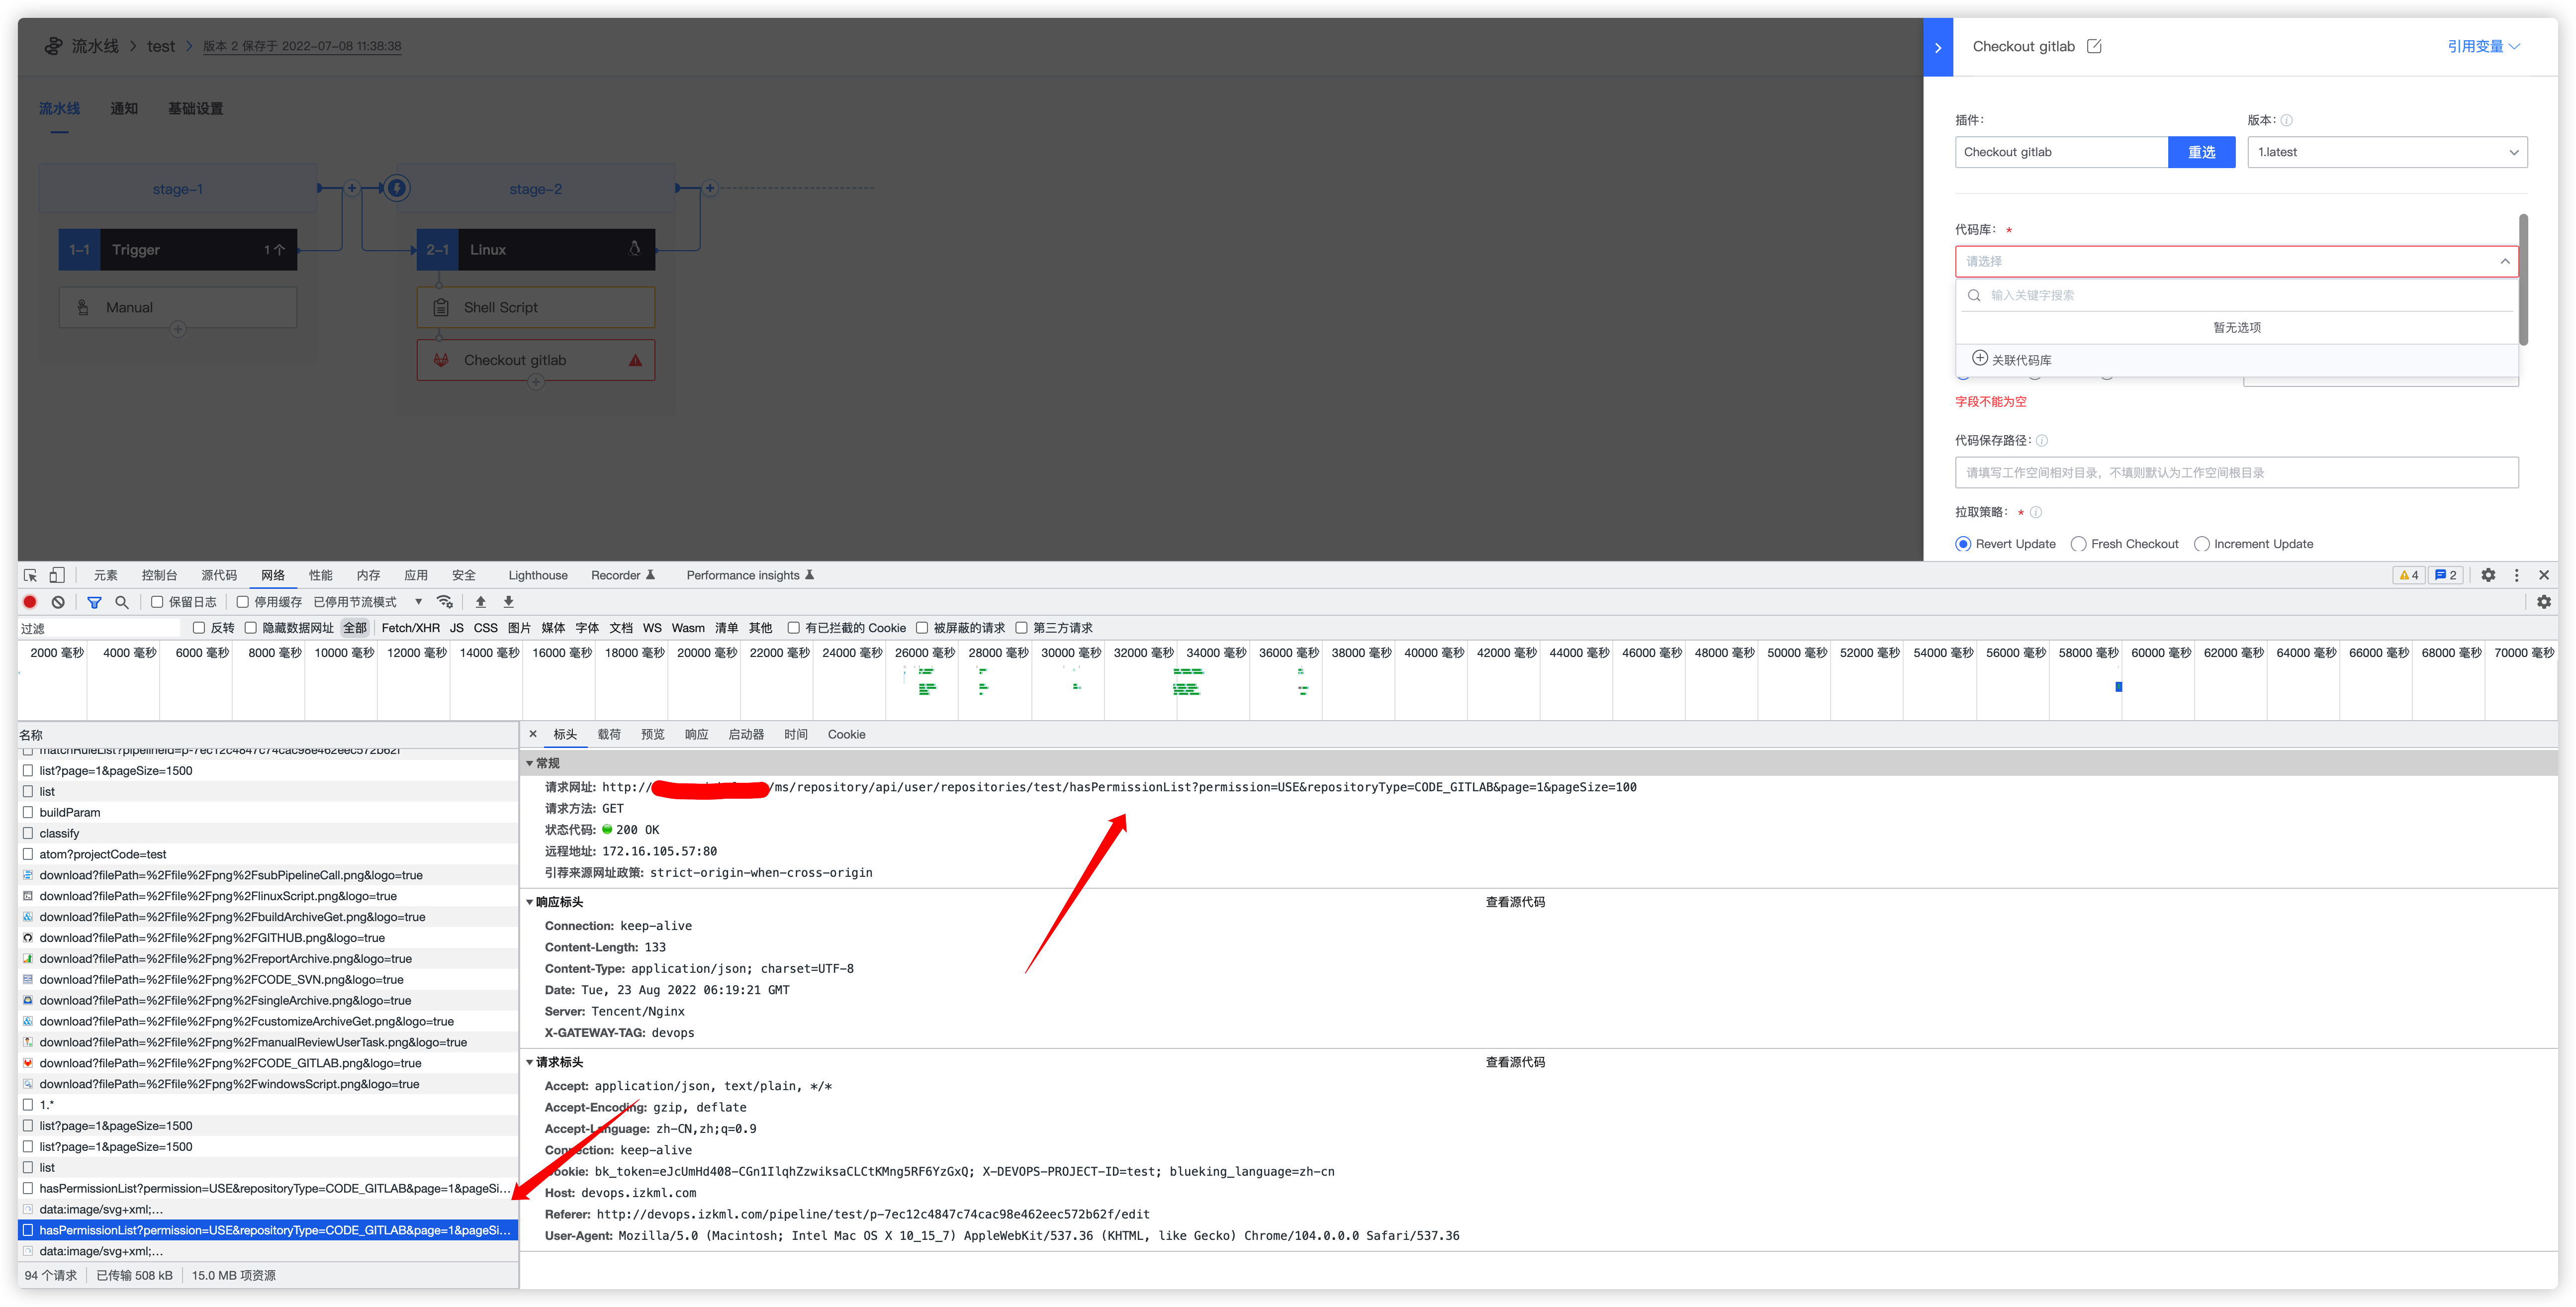 流水线 > test > 版本 2 保存于 2022-07-08 11:38:38
流水线 通知 基础设置
stage-1
stage-2
1-1 Trigger 1个
2-1 Linux
Manual
Shell Script
Checkout gitlab
Checkout gitlab
引用变量
插件:
版本:
Checkout gitlab 重选
1.latest
代码库: *
请选择
输入关键字搜索
暂无选项
关联代码库
字段不能为空
代码保存路径:
请填写工作空间相对目录，不填则默认为工作空间根目录
拉取策略: *
Revert Update Fresh Checkout Increment Update
元素 控制台 源代码 网络 性能 内存 应用 安全 Lighthouse Recorder Performance insights 4 2
保留日志 停用缓存 已停用节流模式
过滤 反转 隐藏数据网址 全部 Fetch/XHR JS CSS 图片 媒体 字体 文档 WS Wasm 清单 其他 有已拦截的 Cookie 被屏蔽的请求 第三方请求
2000 毫秒 4000 毫秒 6000 毫秒 8000 毫秒 10000 毫秒 12000 毫秒 14000 毫秒 16000 毫秒 18000 毫秒 20000 毫秒 22000 毫秒 24000 毫秒 26000 毫秒 28000 毫秒 30000 毫秒 32000 毫秒 34000 毫秒 36000 毫秒 38000 毫秒 40000 毫秒 42000 毫秒 44000 毫秒 46000 毫秒 48000 毫秒 50000 毫秒 52000 毫秒 54000 毫秒 56000 毫秒 58000 毫秒 60000 毫秒 62000 毫秒 64000 毫秒 66000 毫秒 68000 毫秒 70000 毫秒
名称
matchRuleList?pipelineId=p-7ec12c4847c74cac98e462eec572b62f
list?page=1&pageSize=1500
list
buildParam
classify
atom?projectCode=test
download?filePath=%2Ffile%2Fpng%2FsubPipelineCall.png&logo=true
download?filePath=%2Ffile%2Fpng%2FlinuxScript.png&logo=true
download?filePath=%2Ffile%2Fpng%2FbuildArchiveGet.png&logo=true
download?filePath=%2Ffile%2Fpng%2FGITHUB.png&logo=true
download?filePath=%2Ffile%2Fpng%2FreportArchive.png&logo=true
download?filePath=%2Ffile%2Fpng%2FCODE_SVN.png&logo=true
download?filePath=%2Ffile%2Fpng%2FsingleArchive.png&logo=true
download?filePath=%2Ffile%2Fpng%2FcustomizeArchiveGet.png&logo=true
download?filePath=%2Ffile%2Fpng%2FmanualReviewUserTask.png&logo=true
download?filePath=%2Ffile%2Fpng%2FCODE_GITLAB.png&logo=true
download?filePath=%2Ffile%2Fpng%2FwindowsScript.png&logo=true
1.*
list?page=1&pageSize=1500
list?page=1&pageSize=1500
list
hasPermissionList?permission=USE&repositoryType=CODE_GITLAB&page=1&pageSi...
data:image/svg+xml;...
hasPermissionList?permission=USE&repositoryType=CODE_GITLAB&page=1&pageSi...
data:image/svg+xml;...
94 个请求 已传输 508 kB 15.0 MB 项资源
× 标头 载荷 预览 响应 启动器 时间 Cookie
常规
请求网址: http:// /ms/repository/api/user/repositories/test/hasPermissionList?permission=USE&repositoryType=CODE_GITLAB&page=1&pageSize=100
请求方法: GET
状态代码: 200 OK
远程地址: 172.16.105.57:80
引荐来源网址政策: strict-origin-when-cross-origin
响应标头 查看源代码
Connection: keep-alive
Content-Length: 133
Content-Type: application/json; charset=UTF-8
Date: Tue, 23 Aug 2022 06:19:21 GMT
Server: Tencent/Nginx
X-GATEWAY-TAG: devops
请求标头 查看源代码
Accept: application/json, text/plain, */*
Accept-Encoding: gzip, deflate
Accept-Language: zh-CN,zh;q=0.9
Connection: keep-alive
Cookie: bk_token=eJcUmHd408-CGn1IlqhZzwiksaCLCtKMng5RF6YzGxQ; X-DEVOPS-PROJECT-ID=test; blueking_language=zh-cn
Host: devops.izkml.com
Referer: http://devops.izkml.com/pipeline/test/p-7ec12c4847c74cac98e462eec572b62f/edit
User-Agent: Mozilla/5.0 (Macintosh; Intel Mac OS X 10_15_7) AppleWebKit/537.36 (KHTML, like Gecko) Chrome/104.0.0.0 Safari/537.36